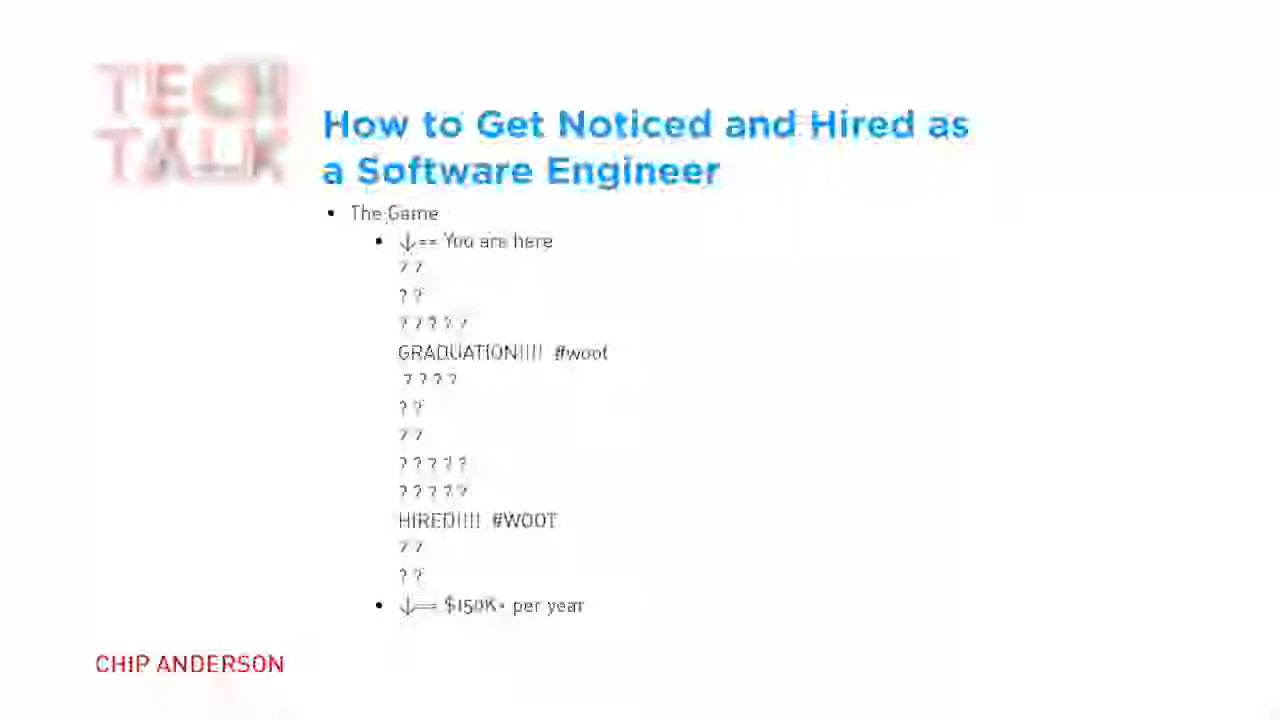 TECH
TALK
How to Get Noticed and Hired as
a Software Engineer
• The Game
• ↓== You are here
? ?
? ?
? ? ? ? ?
GRADUATION!!!! #woot
? ? ? ?
? ?
? ?
? ? ? ? ?
? ? ? ? ?
HIRED!!!! #WOOT
? ?
? ?
• ↓== $150K+ per year
CHIP ANDERSON